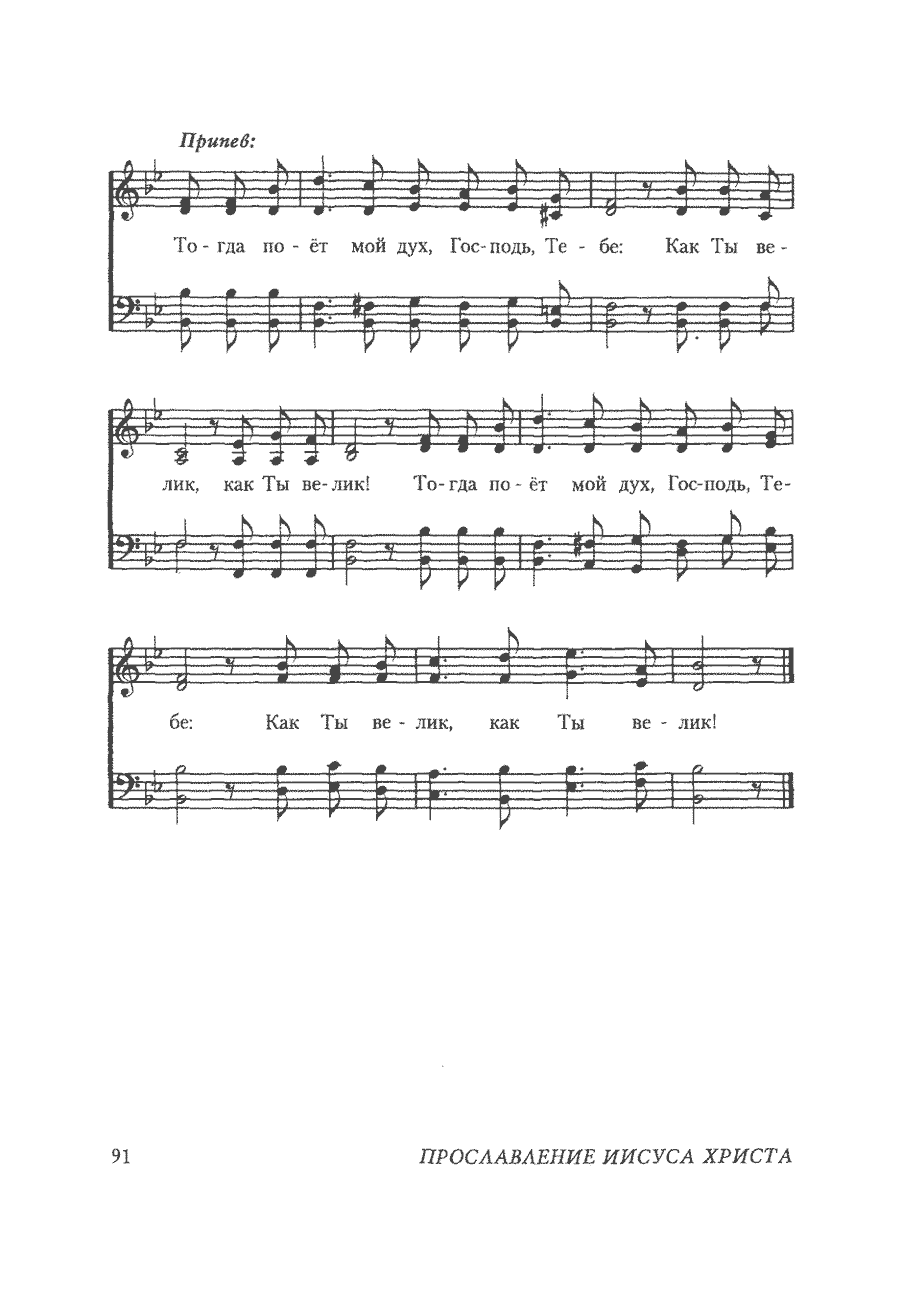 Припев:
То - гда по - ёт мой дух, Гос- подь, Те - бе: Как Ты ве -
лик, как Ты ве- лик! То- гда по - ёт мой дух, Гос-подь, Те-
бе: Как Ты ве - лик, как Ты ве - лик!
91 ПРОСЛАВЛЕНИЕ ИИСУСА ХРИСТА